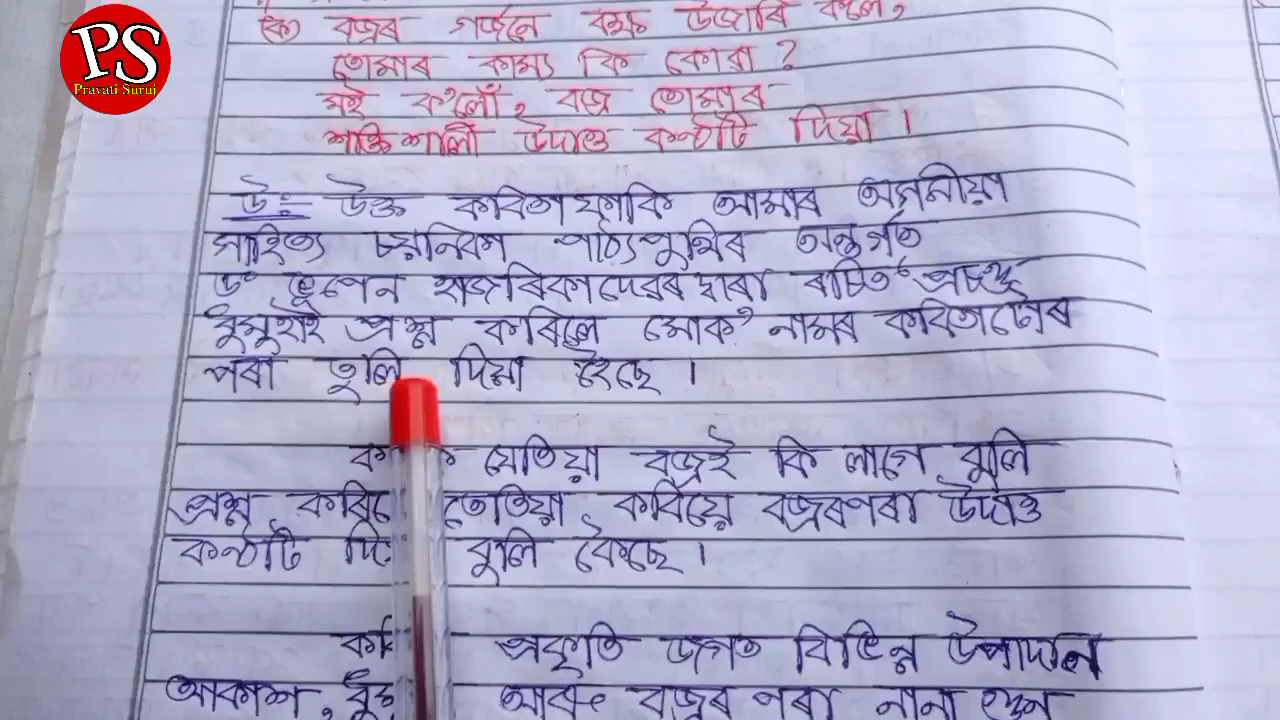 PS
Pravati Suruj
(ক) বজ্ৰৰ গৰ্জনে বক্ষ উজাৰি ক'লে,
তোমাৰ কাম্য কি কোৱা ?
মই ক'লোঁ, বজ্ৰ তোমাৰ
শক্তিশালী উদাত্ত কণ্ঠটি দিয়া ।
উঃ- উক্ত কবিতাফাকি আমাৰ অসমীয়া
সাহিত্য চয়নিকা পাঠ্যপুথিৰ অন্তৰ্গত
ড° ভূপেন হাজৰিকাদেৱৰ দ্বাৰা ৰচিত 'প্ৰচণ্ড
ধুমুহাই প্ৰশ্ন কৰিলে মোক' নামৰ কবিতাটোৰ
পৰা তুলি দিয়া হৈছে ।
যেতিয়া বজ্ৰই কি লাগে বুলি
প্ৰশ্ন তেতিয়া কবিয়ে বজ্ৰৰপৰা উদাত্ত
কণ্ঠটি বুলি কৈছে ।
প্ৰকৃতি জগত বিভিন্ন উপাদান
আকাশ, আৰু বজ্ৰৰ পৰা নানা